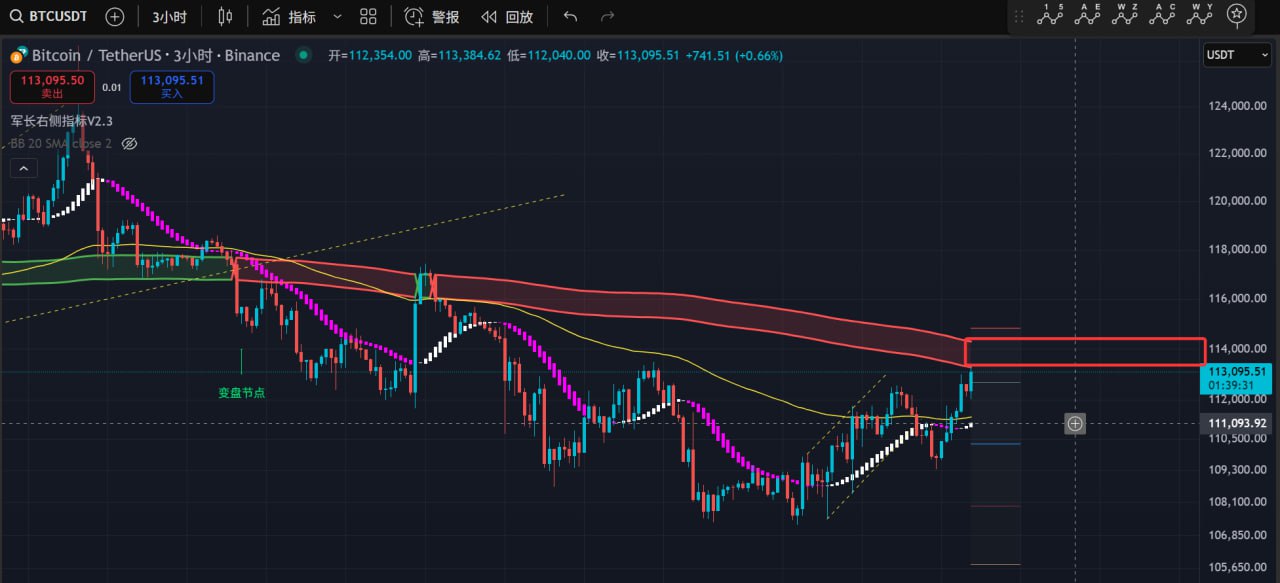 BTCUSDT 3小时 指标 警报 回放
1 5 A E W Z A C W Y
Bitcoin / TetherUS · 3小时 · Binance 开=112,354.00 高=113,384.62 低=112,040.00 收=113,095.51 +741.51 (+0.66%)
USDT
113,095.50
卖出
0.01
113,095.51
买入
军长右侧指标V2.3
BB 20 SMA close 2
变盘节点
124,000.00
122,000.00
120,000.00
118,000.00
116,000.00
114,000.00
113,095.51
01:39:31
112,000.00
111,093.92
110,500.00
109,300.00
108,100.00
106,850.00
105,650.00